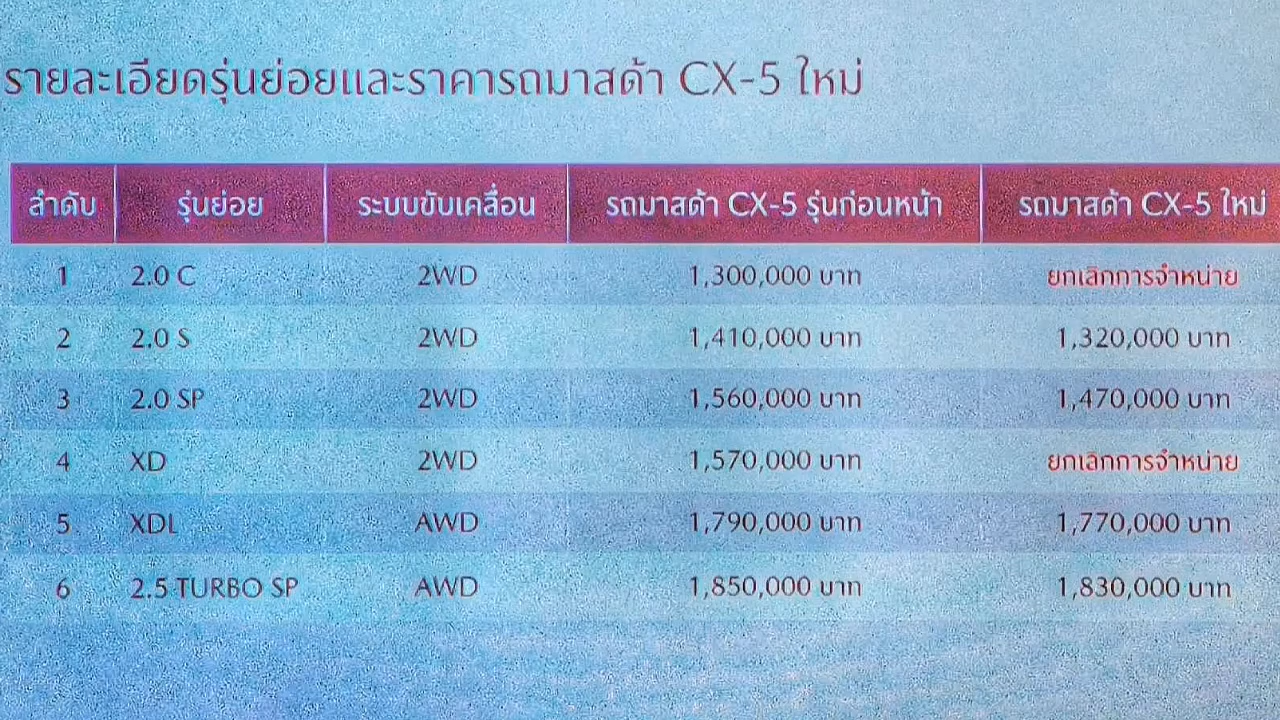 รายละเอียดรุ่นย่อยและราคารถมาสด้า CX-5 ใหม่
ลำดับ รุ่นย่อย ระบบขับเคลื่อน รถมาสด้า CX-5 รุ่นก่อนหน้า รถมาสด้า CX-5 ใหม่
1 2.0 C 2WD 1,300,000 บาท ยกเลิกการจำหน่าย
2 2.0 S 2WD 1,410,000 บาท 1,320,000 บาท
3 2.0 SP 2WD 1,560,000 บาท 1,470,000 บาท
4 XD 2WD 1,570,000 บาท ยกเลิกการจำหน่าย
5 XDL AWD 1,790,000 บาท 1,770,000 บาท
6 2.5 TURBO SP AWD 1,850,000 บาท 1,830,000 บาท